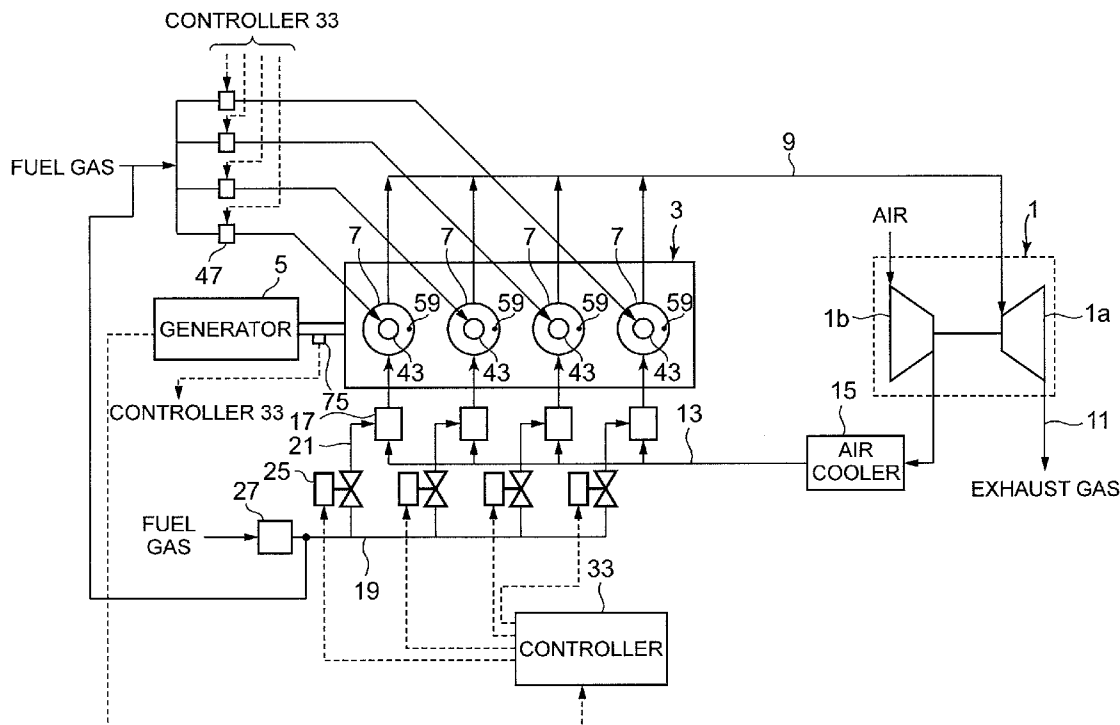 CONTROLLER 33
FUEL GAS
47
9
3
AIR
1
7 7 7 7
5
GENERATOR
59 59 59 59
1b
1a
43 43 43 43
75
CONTROLLER 33
17
21
13
15
AIR
COOLER
11
EXHAUST GAS
25
27
FUEL
GAS
19
33
CONTROLLER